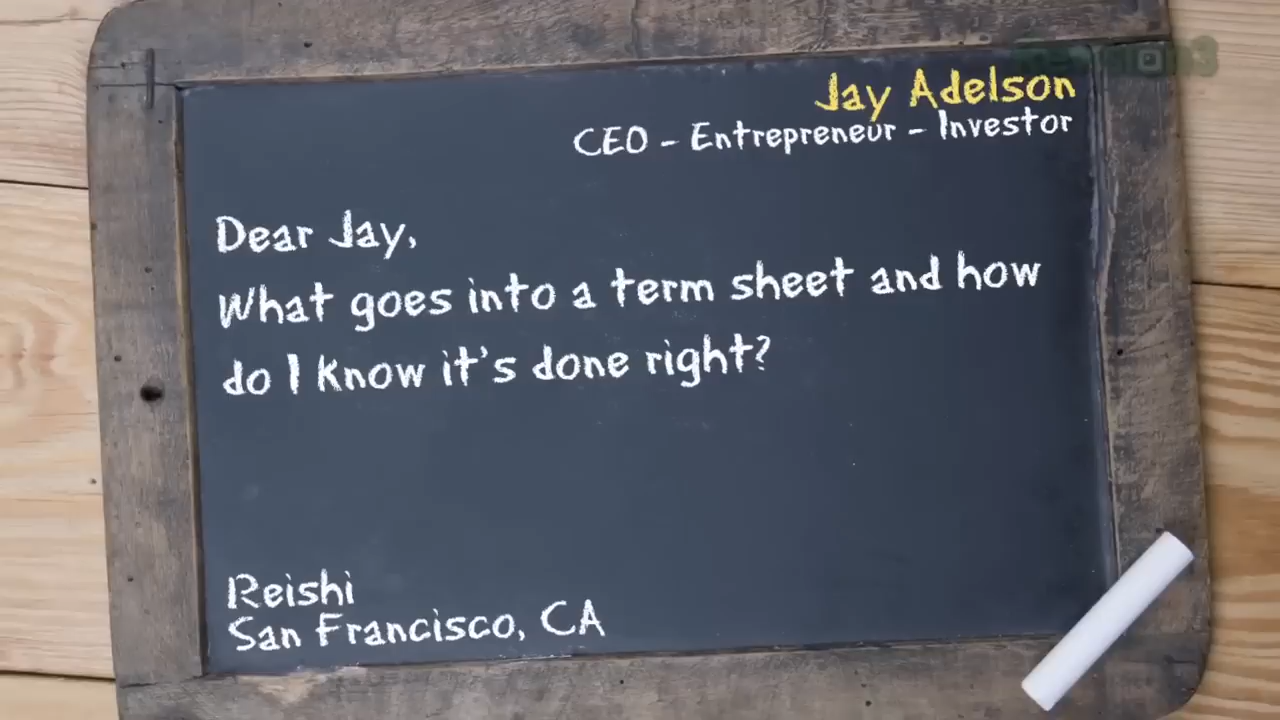 Jay Adelson
CEO - Entrepreneur - Investor
Dear Jay,
What goes into a term sheet and how
do I know it's done right?
Reishi
San Francisco, CA